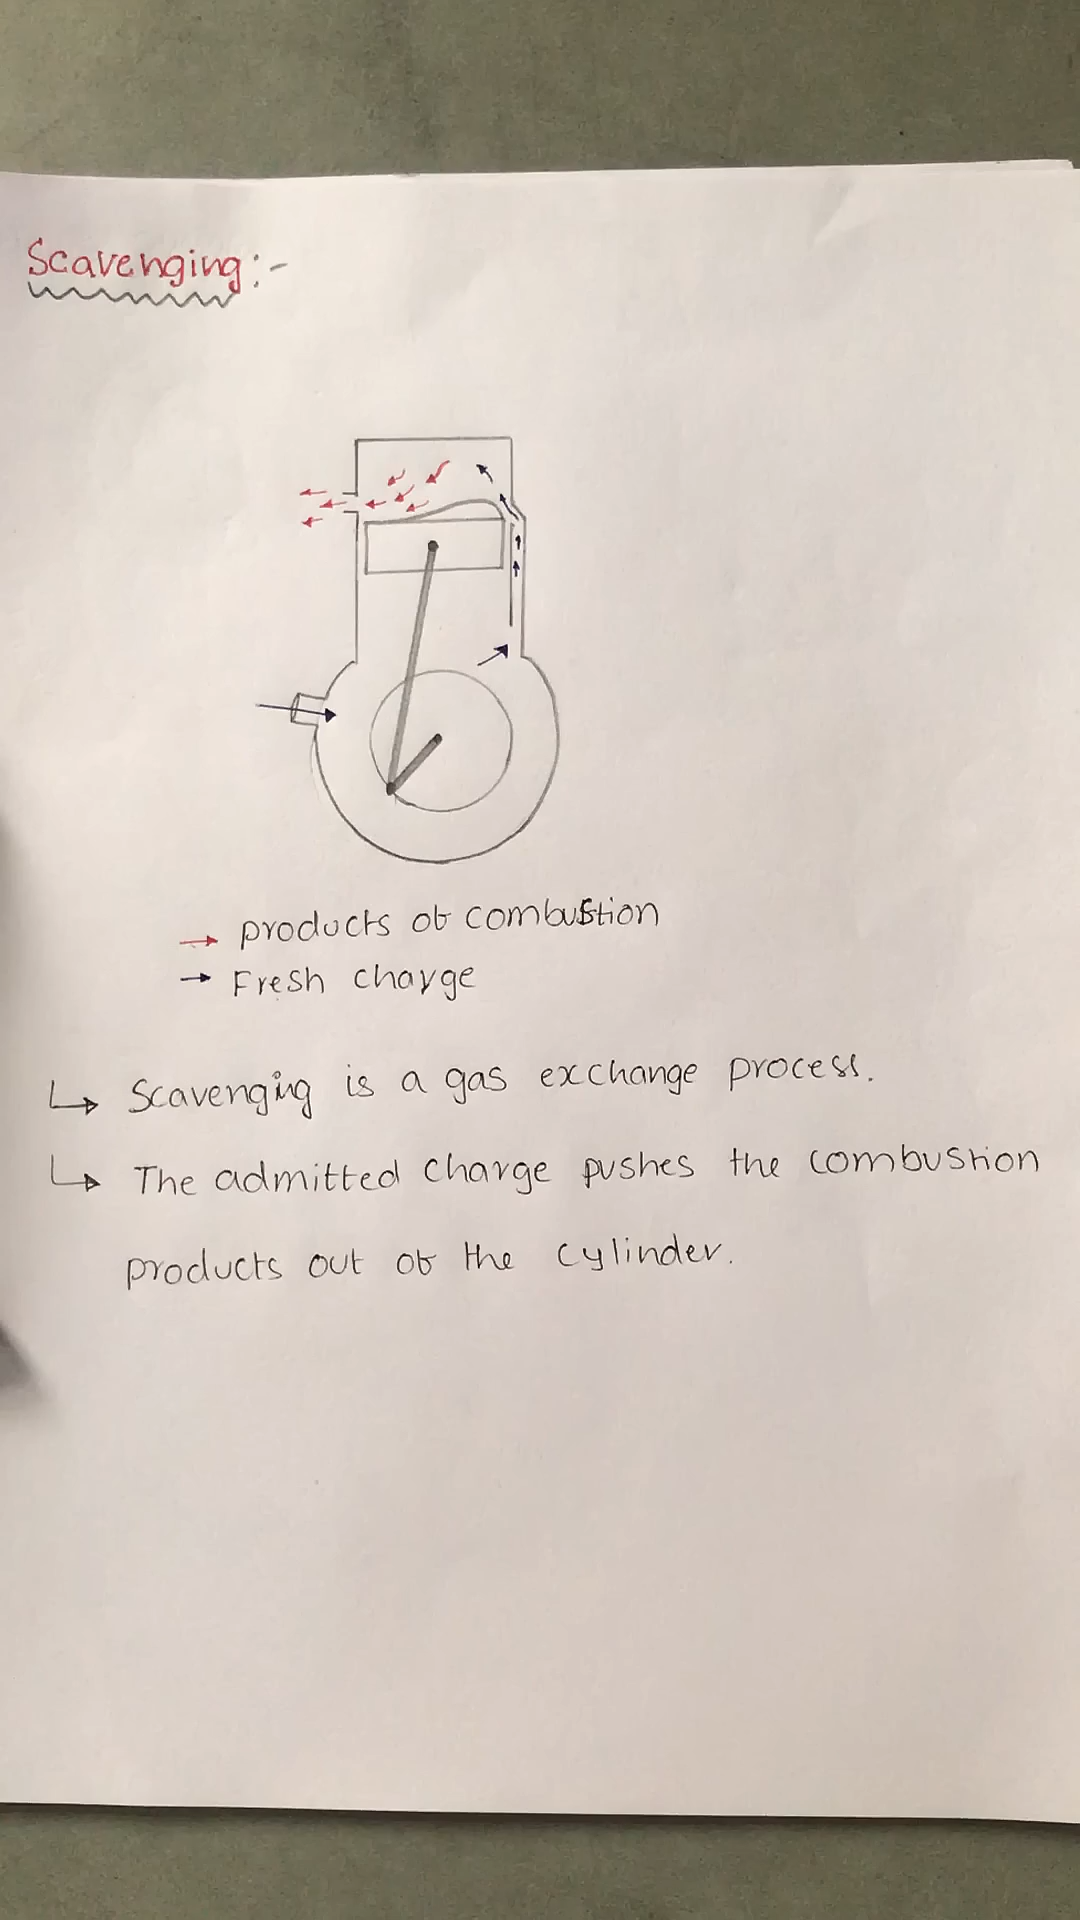 Scavenging:-
→ products of combustion
→ Fresh charge
↳ Scavenging is a gas exchange process.
↳ The admitted charge pushes the combustion
products out of the cylinder.